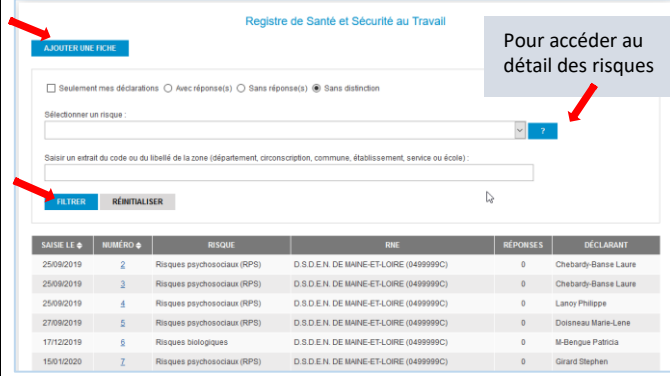 Registre de Santé et Sécurité au Travail
AJOUTER UNE FICHE
Pour accéder au
détail des risques
Seulement mes déclarations Avec réponse(s) Sans réponse(s) Sans distinction
Sélectionner un risque :
?
Saisir un extrait du code ou du libellé de la zone (département, circonscription, commune, établissement, service ou école) :
FILTRER RÉINITIALISER
SAISIE LE NUMÉRO RISQUE RNE RÉPONSES DÉCLARANT
25/09/2019 2 Risques psychosociaux (RPS) D.S.D.E.N. DE MAINE-ET-LOIRE (0499999C) 0 Chebardy-Banse Laure
25/09/2019 3 Risques psychosociaux (RPS) D.S.D.E.N. DE MAINE-ET-LOIRE (0499999C) 0 Chebardy-Banse Laure
25/09/2019 4 Risques psychosociaux (RPS) D.S.D.E.N. DE MAINE-ET-LOIRE (0499999C) 0 Lanoy Philippe
27/09/2019 5 Risques psychosociaux (RPS) D.S.D.E.N. DE MAINE-ET-LOIRE (0499999C) 0 Doisneau Marie-Lene
17/12/2019 6 Risques biologiques D.S.D.E.N. DE MAINE-ET-LOIRE (0499999C) 0 M-Bengue Patricia
15/01/2020 7 Risques psychosociaux (RPS) D.S.D.E.N. DE MAINE-ET-LOIRE (0499999C) 0 Girard Stephen